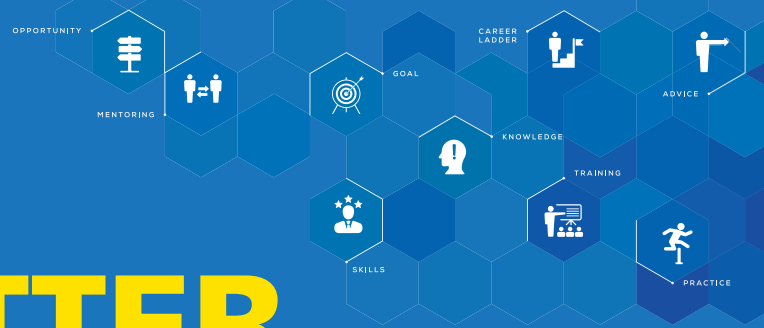 OPPORTUNITY
CAREER
LADDER
GOAL
ADVICE
MENTORING
KNOWLEDGE
TRAINING
SKILLS
PRACTICE